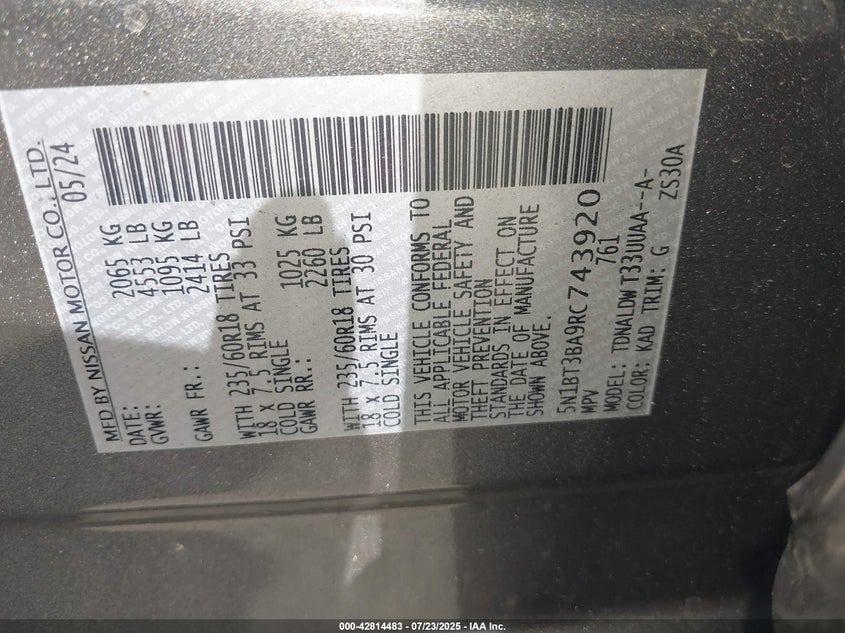 MFD BY NISSAN MOTOR CO., LTD.
DATE: 05/24
GVWR: 2065 KG
4553 LB
GAWR FR.: 1095 KG
2414 LB
WITH 235/60R18 TIRES
18 X 7.5 RIMS AT 33 PSI
COLD SINGLE
GAWR RR.: 1025 KG
2260 LB
WITH 235/60R18 TIRES
18 X 7.5 RIMS AT 30 PSI
COLD SINGLE
THIS VEHICLE CONFORMS TO
ALL APPLICABLE FEDERAL
MOTOR VEHICLE SAFETY AND
THEFT PREVENTION
STANDARDS IN EFFECT ON
THE DATE OF MANUFACTURE
SHOWN ABOVE.
5N1BT3BA9RC743920
MPV 761
MODEL: TDNALDWT33UUAA--A-
COLOR: KAD TRIM: G ZS30A
000-42814483 - 07/23/2025 - IAA Inc.